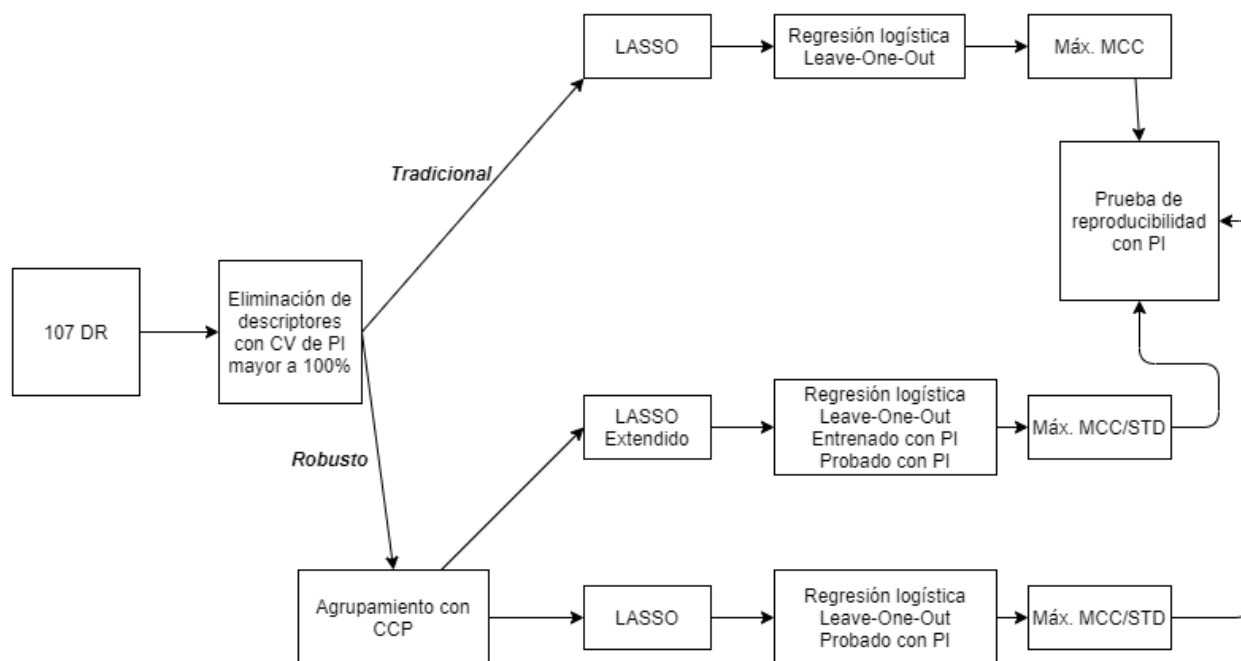 LASSO
Regresión logística
Leave-One-Out
Máx. MCC
Tradicional
Prueba de
reproducibilidad
con PI
107 DR
Eliminación de
descriptores
con CV de PI
mayor a 100%
Robusto
LASSO
Extendido
Regresión logística
Leave-One-Out
Entrenado con PI
Probado con PI
Máx. MCC/STD
Agrupamiento con
CCP
LASSO
Regresión logística
Leave-One-Out
Probado con PI
Máx. MCC/STD